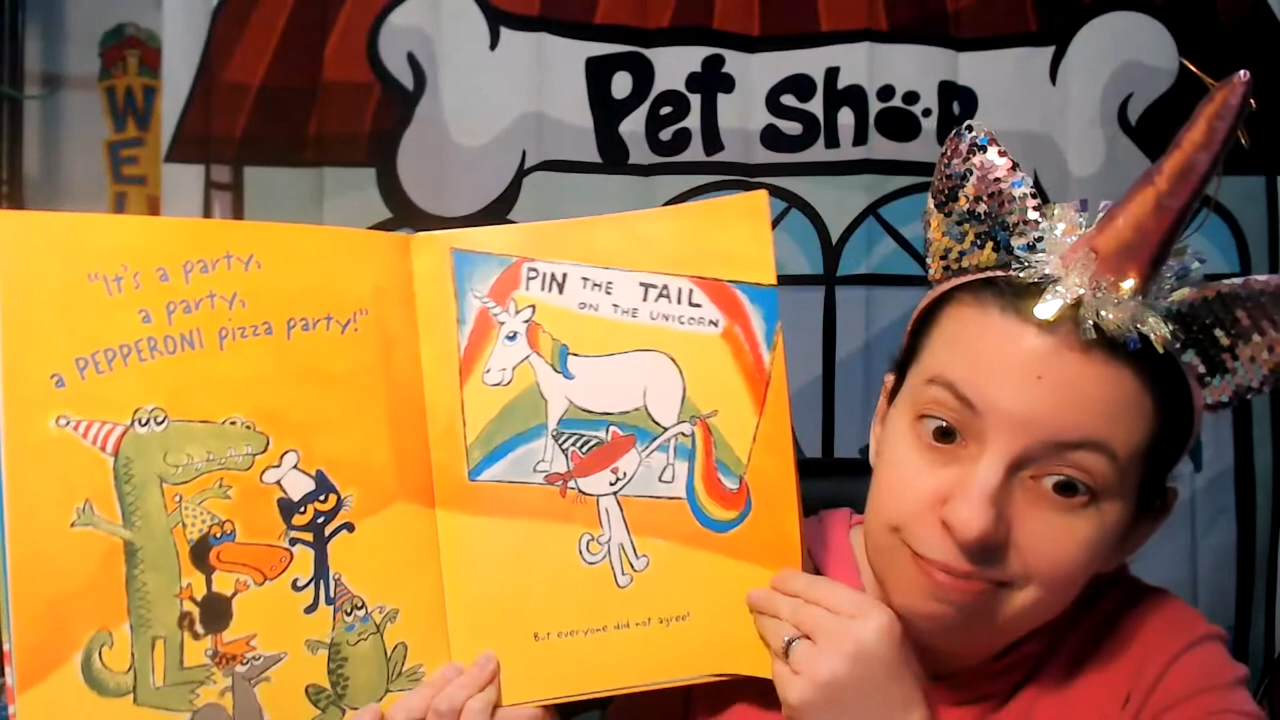 Pet Shop
WEL
"It's a party,
a party,
a PEPPERONI pizza party!"
PIN THE TAIL
ON THE UNICORN
But everyone did not agree!